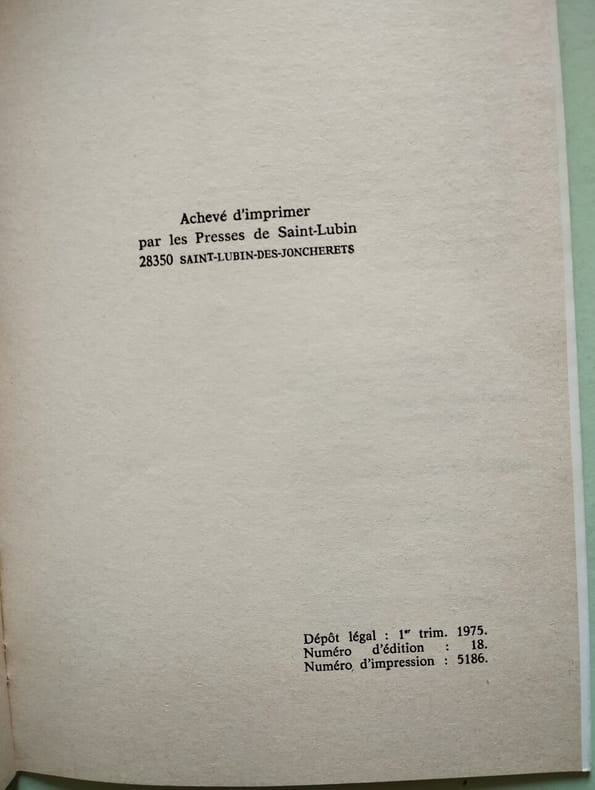 Achevé d'imprimer
par les Presses de Saint-Lubin
28350 SAINT-LUBIN-DES-JONCHERETS
Dépôt légal : 1er trim. 1975.
Numéro d'édition : 18.
Numéro d'impression : 5186.